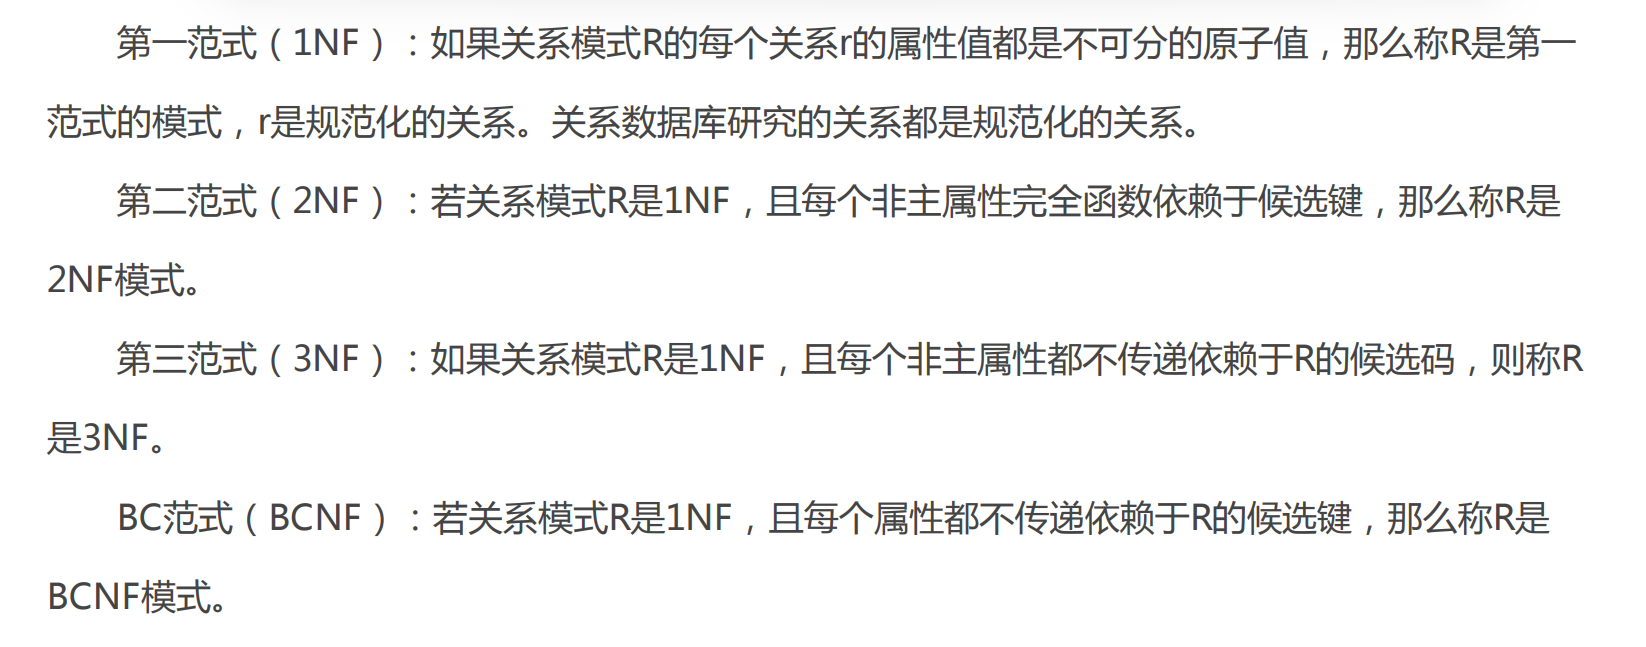 第一范式（1NF）：如果关系模式R的每个关系r的属性值都是不可分的原子值，那么称R是第一
范式的模式，r是规范化的关系。关系数据库研究的关系都是规范化的关系。
第二范式（2NF）：若关系模式R是1NF，且每个非主属性完全函数依赖于候选键，那么称R是
2NF模式。
第三范式（3NF）：如果关系模式R是1NF，且每个非主属性都不传递依赖于R的候选码，则称R
是3NF。
BC范式（BCNF）：若关系模式R是1NF，且每个属性都不传递依赖于R的候选键，那么称R是
BCNF模式。